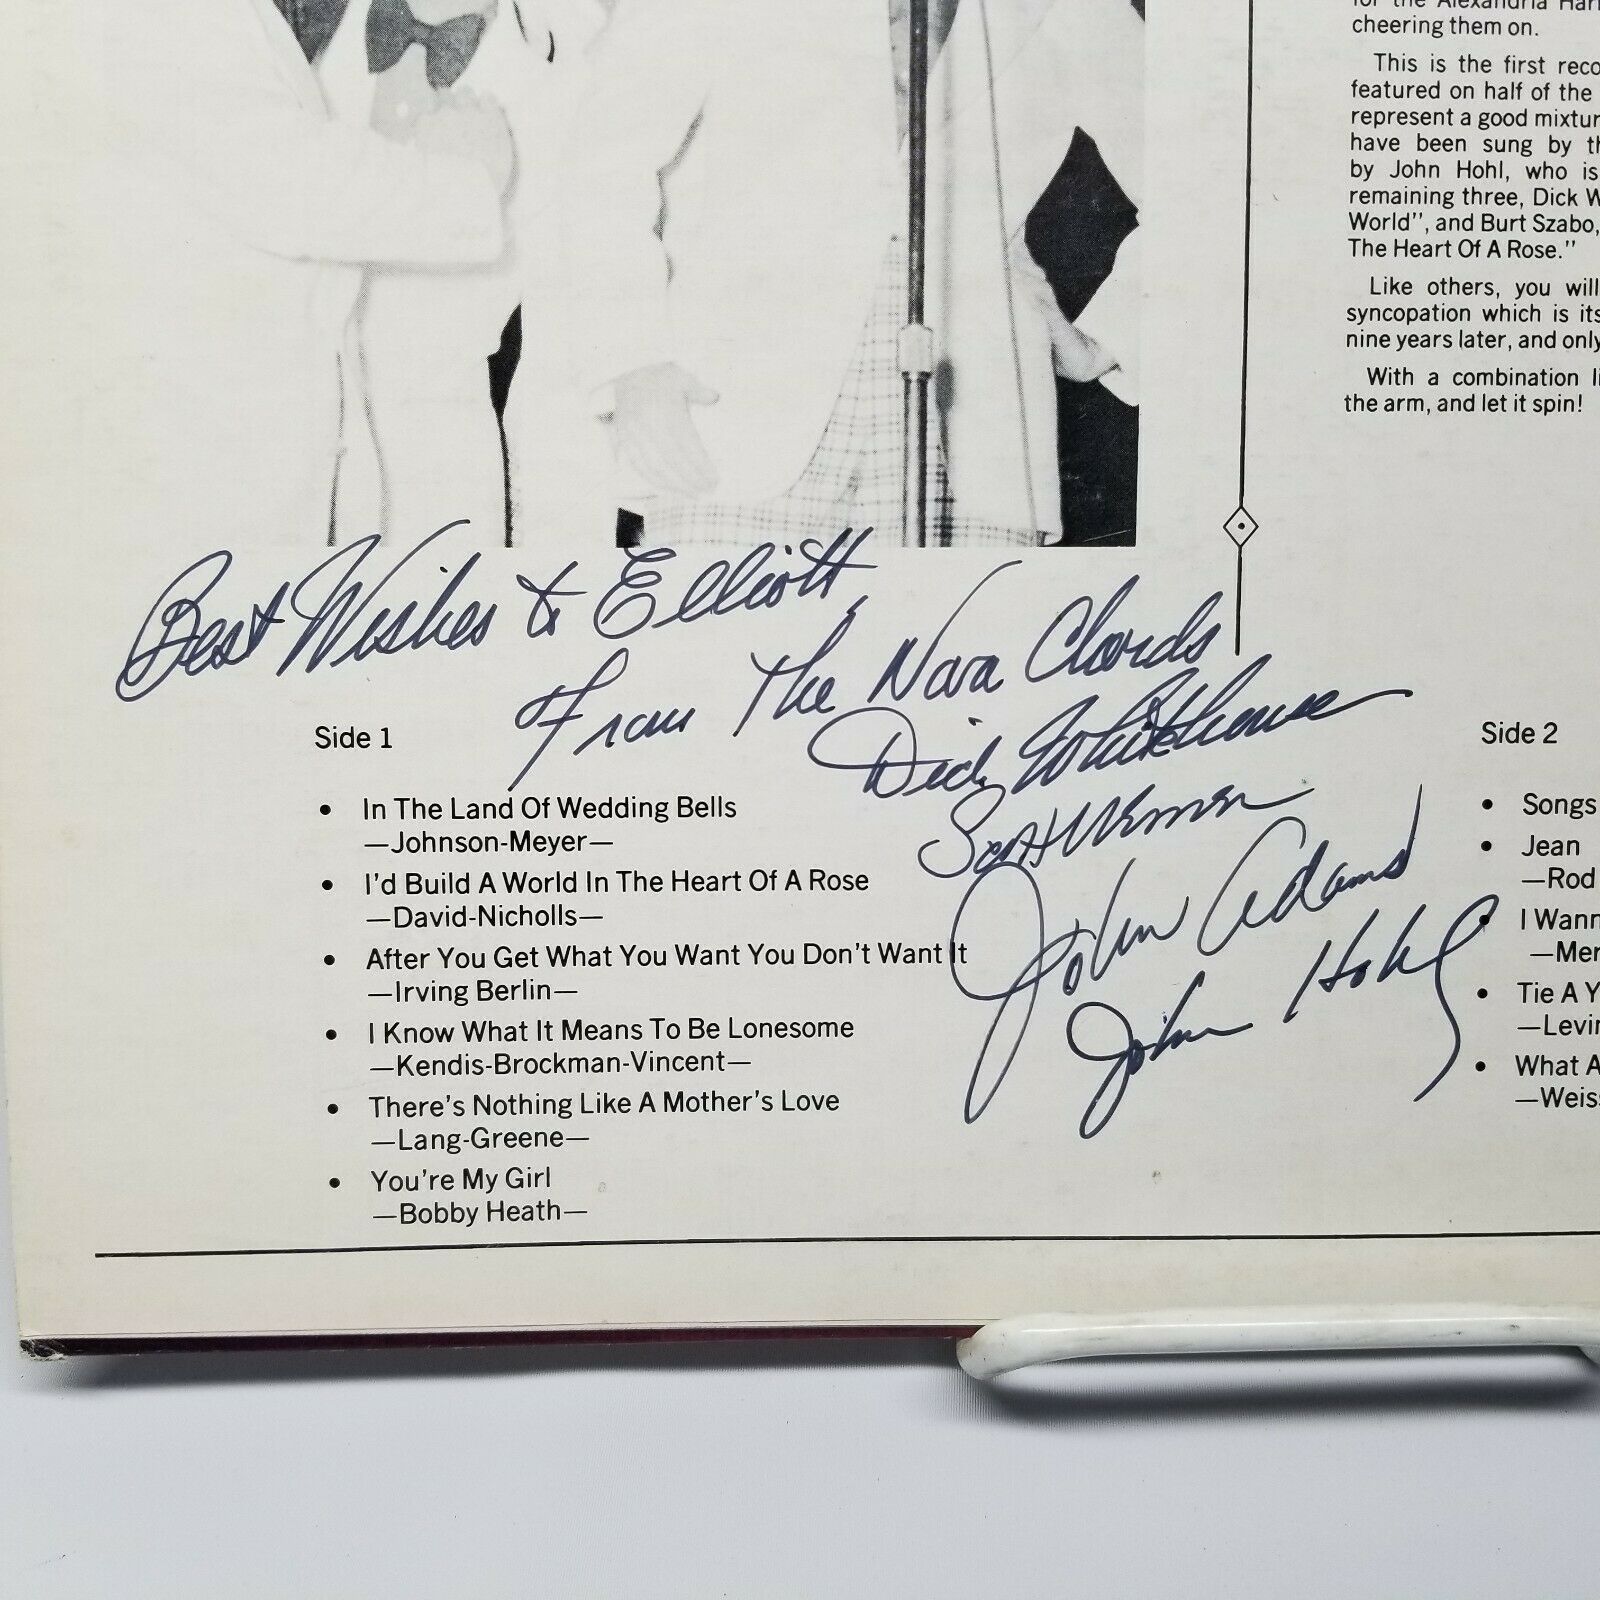 for the Alexandria
cheering them on.
This is the first
featured on half of the
represent a good
have been sung by
by John Hohl, who is
remaining three, Dick
World", and Burt Szabo,
The Heart Of A Rose."
Like others, you will
syncopation which is
nine years later, and only
With a combination
the arm, and let it spin!
Best Wishes to Elliott,
From The Nova Chords
Dick Whitehouse
Scott Werner
John Adams
John Hohl
Side 1
• In The Land Of Wedding Bells
—Johnson-Meyer—
• I'd Build A World In The Heart Of A Rose
—David-Nicholls—
• After You Get What You Want You Don't Want It
—Irving Berlin—
• I Know What It Means To Be Lonesome
—Kendis-Brockman-Vincent—
• There's Nothing Like A Mother's Love
—Lang-Greene—
• You're My Girl
—Bobby Heath—
Side 2
• Songs
• Jean
—Rod
• I Wann
—Mer
• Tie A Y
—Levin
• What A
—Weiss